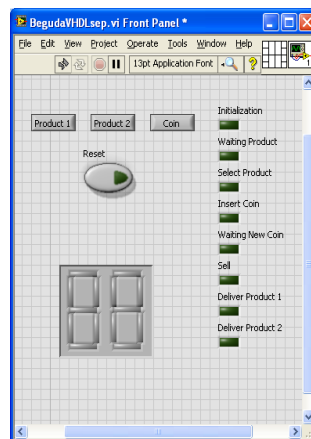 BegudaVHDLsep.vi Front Panel *
File Edit View Project Operate Tools Window Help
13pt Application Font
1
Initialization
Product 1 Product 2 Coin
Waiting Product
Reset
Select Product
Insert Coin
Waiting New Coin
Sell
Deliver Product 1
Deliver Product 2